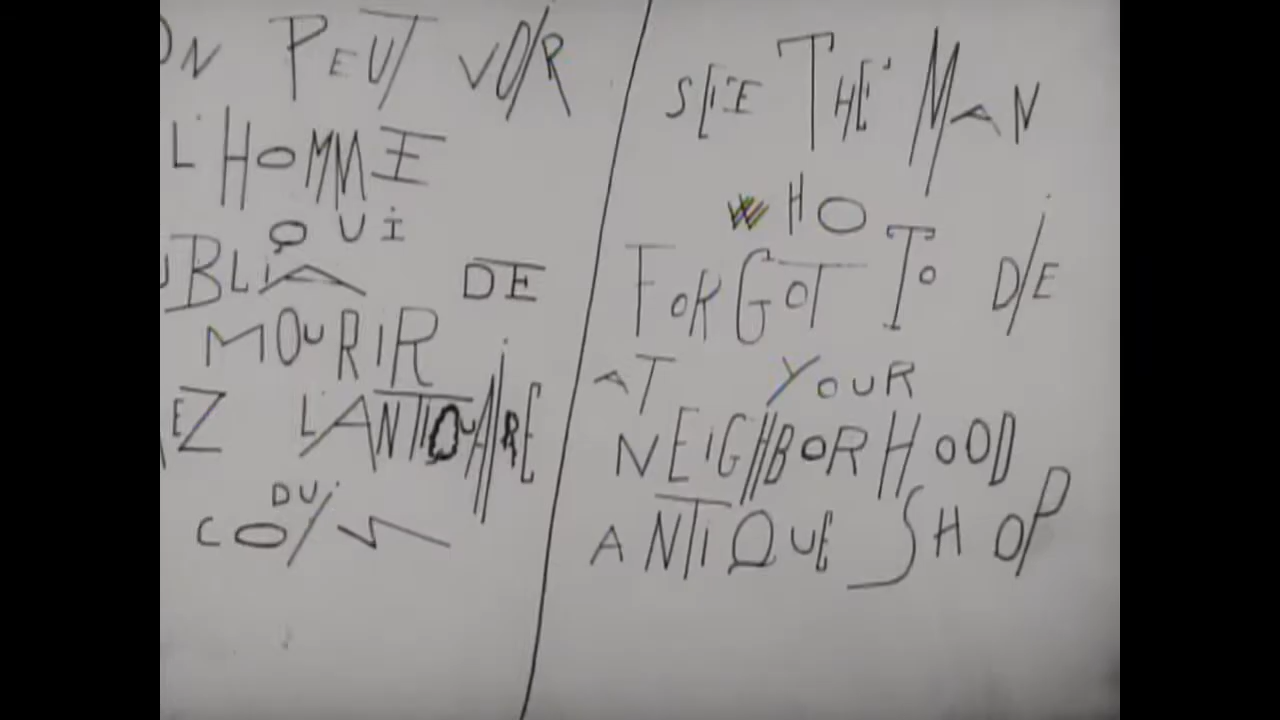 ON PEUT VOIR
L'HOMME
QUI
UBLIA DE
MOURIR
EZ L'ANTIQUAIRE
DU
COIN
SEE THE MAN
WHO
FORGOT TO DIE
AT YOUR
NEIGHBORHOOD
ANTIQUE SHOP